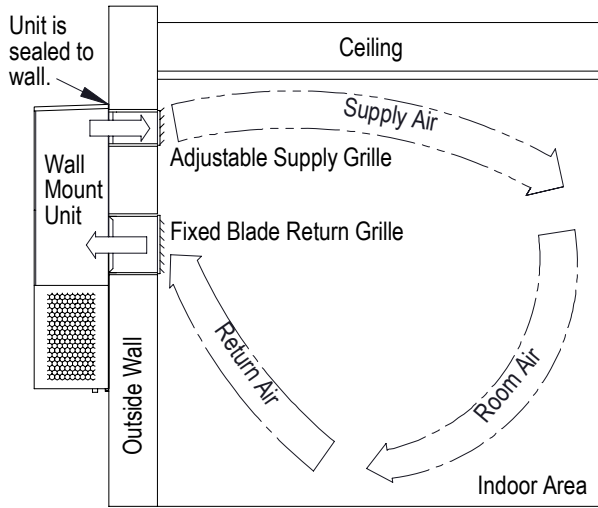 Unit is
sealed to
wall.
Ceiling
Supply Air
Adjustable Supply Grille
Wall
Mount
Unit
Fixed Blade Return Grille
Return Air
Room Air
Outside Wall
Indoor Area